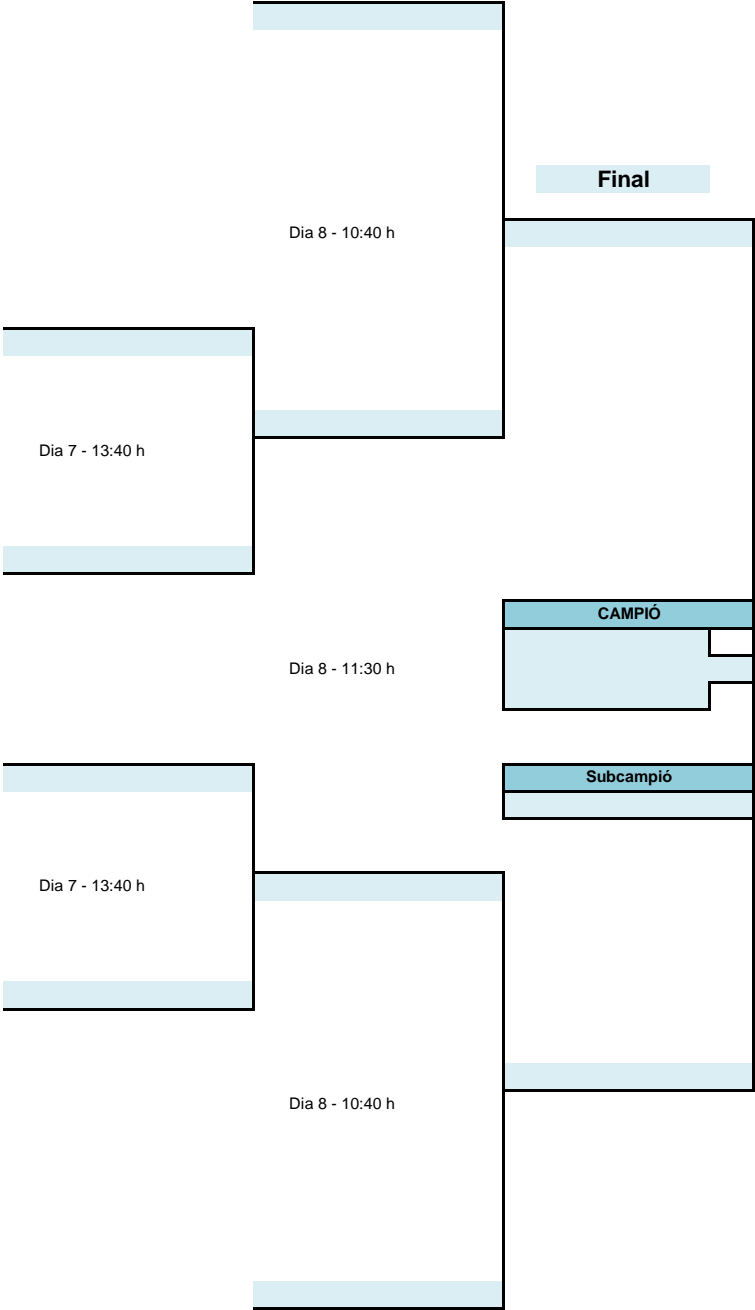 Final
Dia 8 - 10:40 h
Dia 7 - 13:40 h
CAMPIÓ
Dia 8 - 11:30 h
Subcampió
Dia 7 - 13:40 h
Dia 8 - 10:40 h